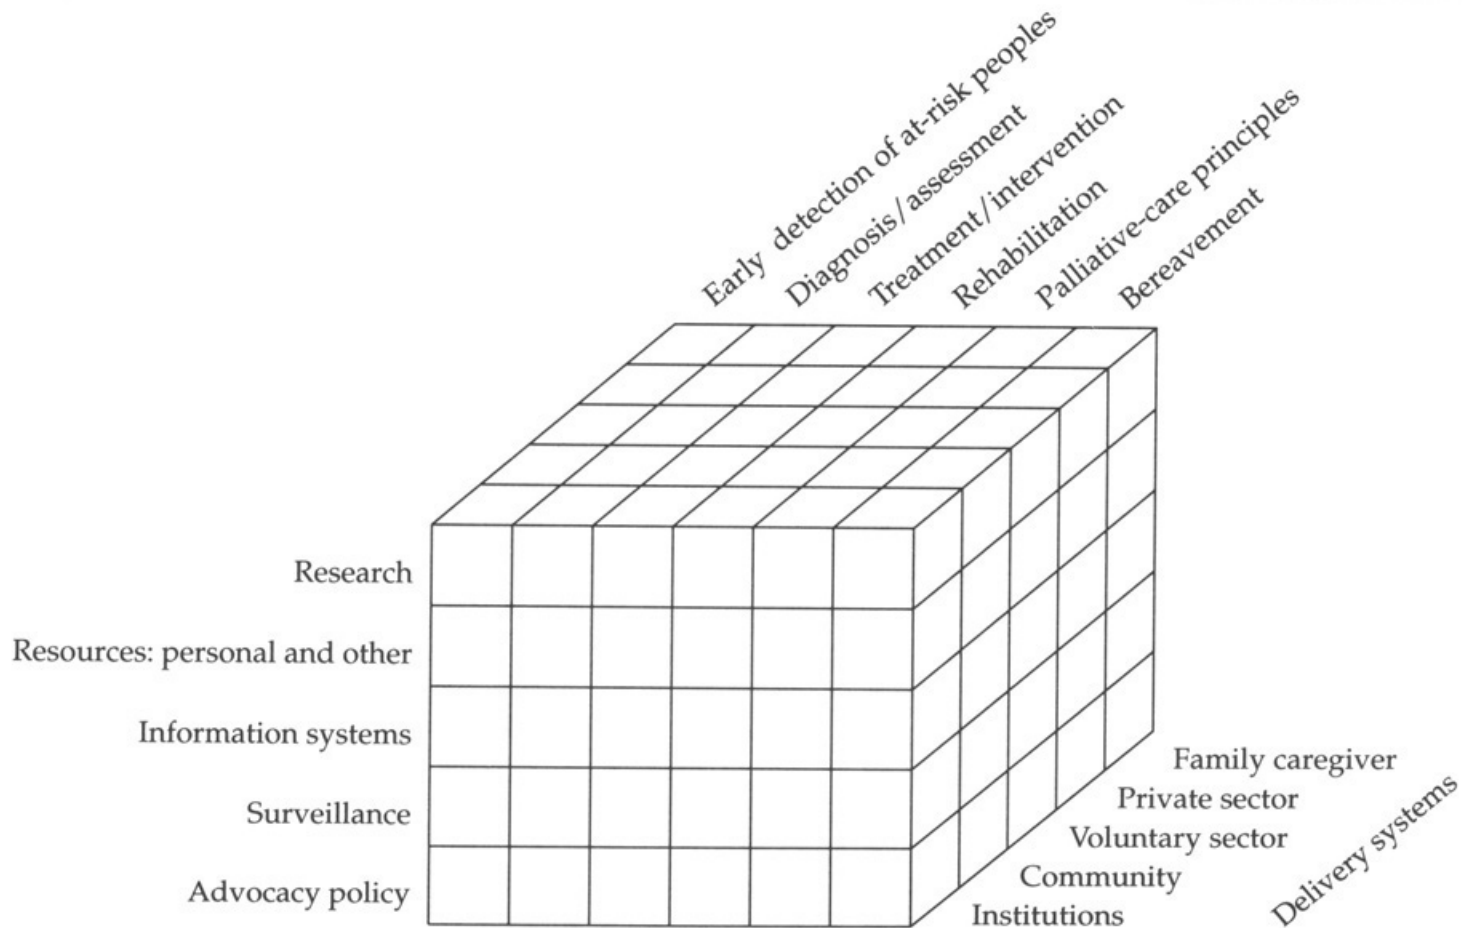 Early detection of at-risk peoples
Diagnosis/assessment
Treatment/intervention
Rehabilitation
Palliative-care principles
Bereavement
Research
Resources: personal and other
Information systems
Surveillance
Advocacy policy
Family caregiver
Private sector
Voluntary sector
Community
Institutions
Delivery systems